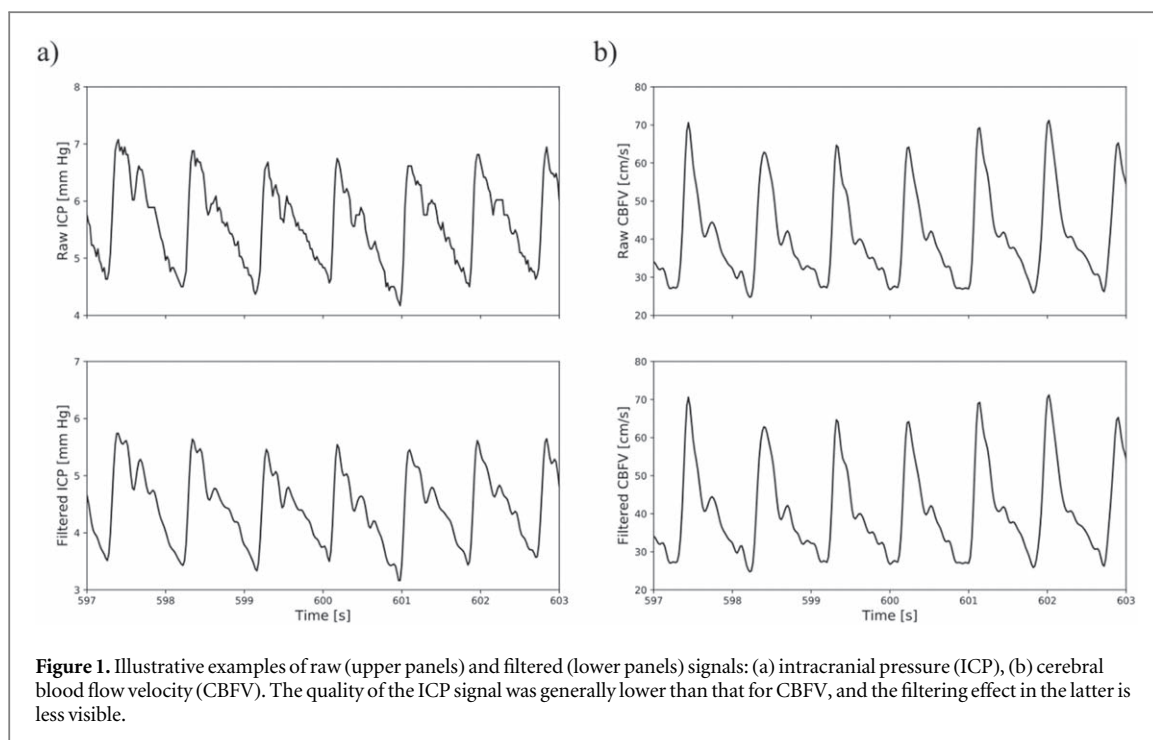 a)
b)
8
7
6
5
4
Raw ICP [mm Hg]
80
70
60
50
40
30
20
Raw CBFV [cm/s]
7
6
5
4
3
Filtered ICP [mm Hg]
597 598 599 600 601 602 603
Time [s]
80
70
60
50
40
30
20
Filtered CBFV [cm/s]
597 598 599 600 601 602 603
Time [s]
Figure 1. Illustrative examples of raw (upper panels) and filtered (lower panels) signals: (a) intracranial pressure (ICP), (b) cerebral
blood flow velocity (CBFV). The quality of the ICP signal was generally lower than that for CBFV, and the filtering effect in the latter is
less visible.